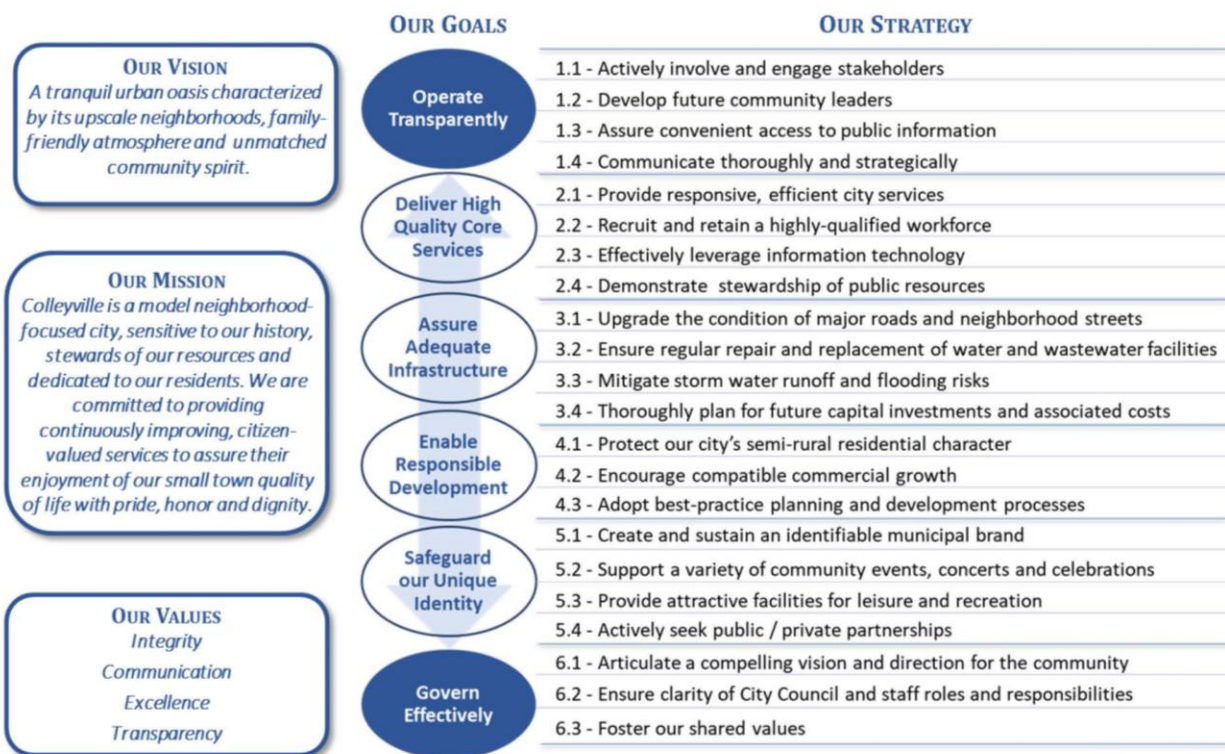 OUR VISION
A tranquil urban oasis characterized
by its upscale neighborhoods, family-
friendly atmosphere and unmatched
community spirit.
OUR MISSION
Colleyville is a model neighborhood-
focused city, sensitive to our history,
stewards of our resources and
dedicated to our residents. We are
committed to providing
continuously improving, citizen-
valued services to assure their
enjoyment of our small town quality
of life with pride, honor and dignity.
OUR VALUES
Integrity
Communication
Excellence
Transparency
OUR GOALS
Operate
Transparently
Deliver High
Quality Core
Services
Assure
Adequate
Infrastructure
Enable
Responsible
Development
Safeguard
our Unique
Identity
Govern
Effectively
OUR STRATEGY
1.1 - Actively involve and engage stakeholders
1.2 - Develop future community leaders
1.3 - Assure convenient access to public information
1.4 - Communicate thoroughly and strategically
2.1 - Provide responsive, efficient city services
2.2 - Recruit and retain a highly-qualified workforce
2.3 - Effectively leverage information technology
2.4 - Demonstrate stewardship of public resources
3.1 - Upgrade the condition of major roads and neighborhood streets
3.2 - Ensure regular repair and replacement of water and wastewater facilities
3.3 - Mitigate storm water runoff and flooding risks
3.4 - Thoroughly plan for future capital investments and associated costs
4.1 - Protect our city's semi-rural residential character
4.2 - Encourage compatible commercial growth
4.3 - Adopt best-practice planning and development processes
5.1 - Create and sustain an identifiable municipal brand
5.2 - Support a variety of community events, concerts and celebrations
5.3 - Provide attractive facilities for leisure and recreation
5.4 - Actively seek public / private partnerships
6.1 - Articulate a compelling vision and direction for the community
6.2 - Ensure clarity of City Council and staff roles and responsibilities
6.3 - Foster our shared values